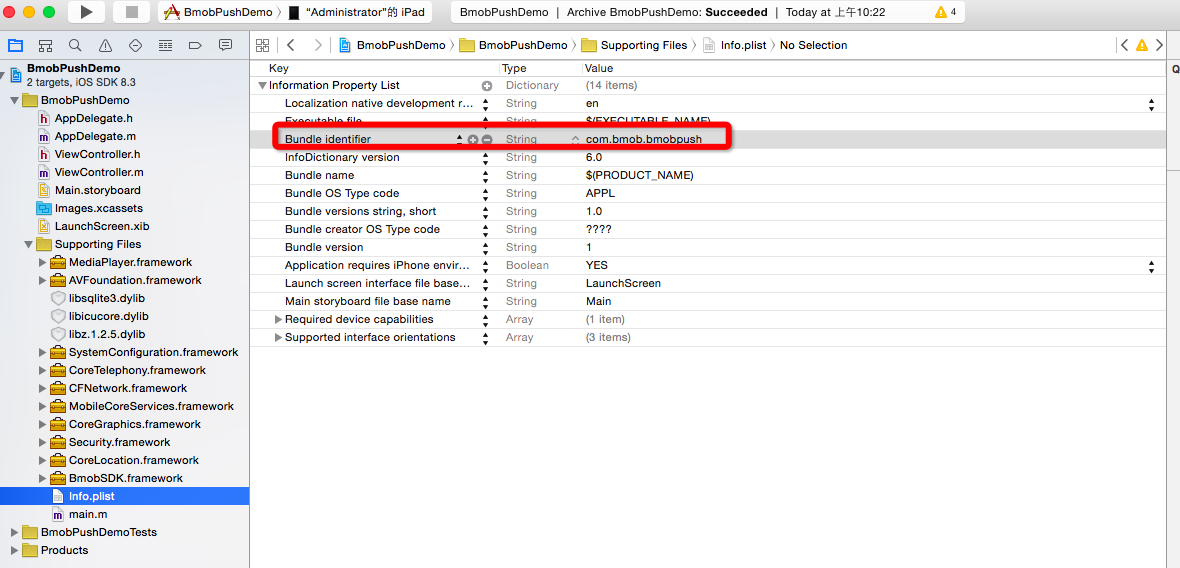 BmobPushDemo 〉 “Administrator”的 iPad
BmobPushDemo | Archive BmobPushDemo: Succeeded | Today at 上午10:22
4
BmobPushDemo 〉 BmobPushDemo 〉 Supporting Files 〉 Info.plist 〉 No Selection
BmobPushDemo
2 targets, iOS SDK 8.3
BmobPushDemo
h AppDelegate.h
m AppDelegate.m
h ViewController.h
m ViewController.m
Main.storyboard
Images.xcassets
LaunchScreen.xib
Supporting Files
MediaPlayer.framework
AVFoundation.framework
libsqlite3.dylib
libicucore.dylib
libz.1.2.5.dylib
SystemConfiguration.framework
CoreTelephony.framework
CFNetwork.framework
MobileCoreServices.framework
CoreGraphics.framework
Security.framework
CoreLocation.framework
BmobSDK.framework
Info.plist
m main.m
BmobPushDemoTests
Products
Key Type Value
Information Property List Dictionary (14 items)
Localization native development r... String en
Executable file String $(EXECUTABLE_NAME)
Bundle identifier String com.bmob.bmobpush
InfoDictionary version String 6.0
Bundle name String $(PRODUCT_NAME)
Bundle OS Type code String APPL
Bundle versions string, short String 1.0
Bundle creator OS Type code String ????
Bundle version String 1
Application requires iPhone envir... Boolean YES
Launch screen interface file base... String LaunchScreen
Main storyboard file base name String Main
Required device capabilities Array (1 item)
Supported interface orientations Array (3 items)